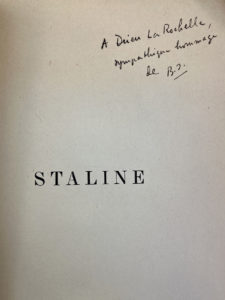 A Drieu La Rochelle,
sympathique hommage
de B.S.
STALINE